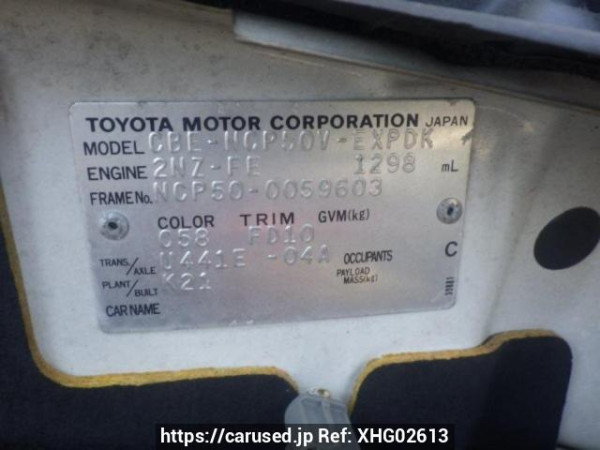 TOYOTA MOTOR CORPORATION JAPAN
MODEL CBE-NCP50V-EXPDK
ENGINE 2NZ-FE 1298 mL
FRAME No. NCP50-0059603
COLOR TRIM GVM(kg)
058 FD10
TRANS./AXLE U441E -04A OCCUPANTS C
PLANT/BUILT K21 PAYLOAD MASS(kg)
CAR NAME
https://carused.jp Ref: XHG02613